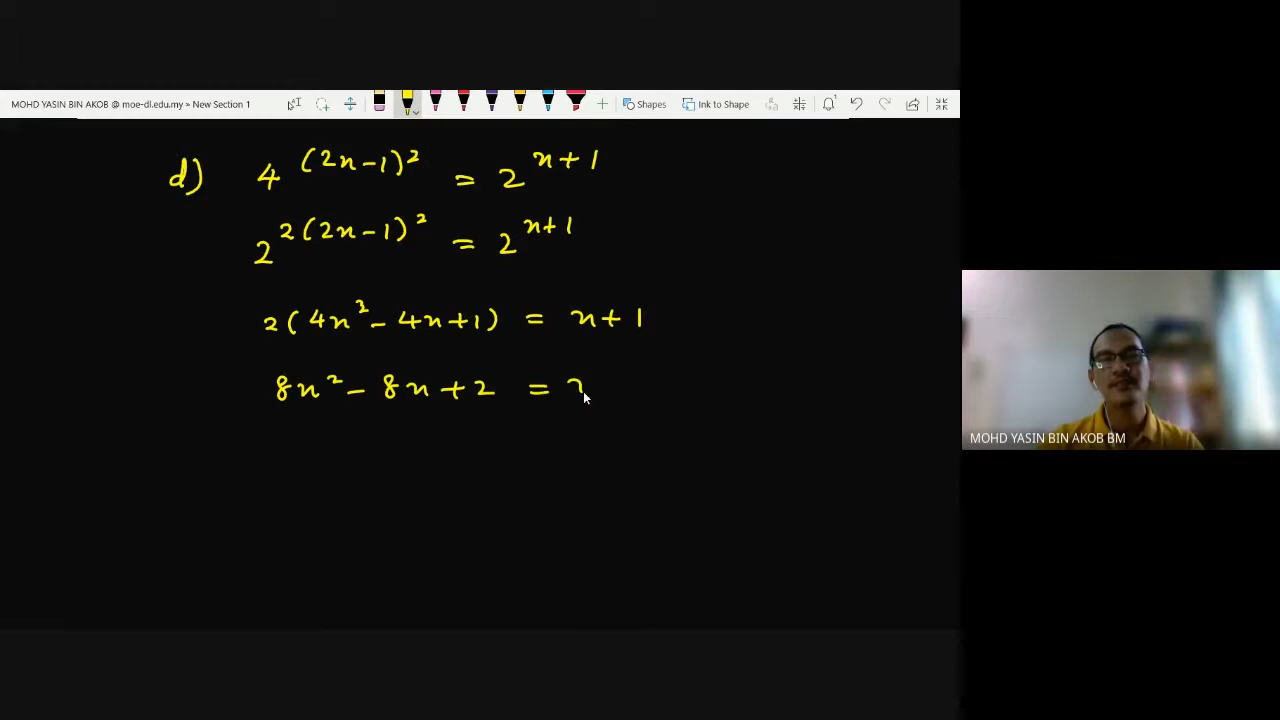 MOHD YASIN BIN AKOB @ moe-dl.edu.my » New Section 1
Shapes
Ink to Shape
d) 4^(2x-1)² = 2^x+1
2^2(2x-1)² = 2^x+1
2(4x² - 4x+1) = x+1
8x² - 8x+2 =
MOHD YASIN BIN AKOB BM